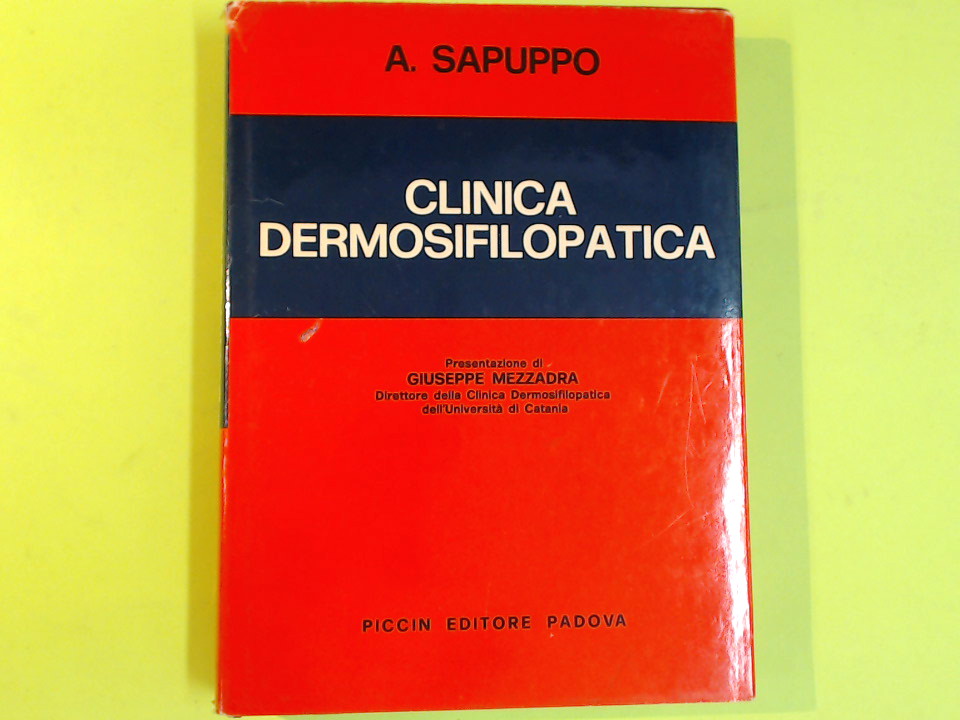 A. SAPUPPO
CLINICA
DERMOSIFILOPATICA
Presentazione di
GIUSEPPE MEZZADRA
Direttore della Clinica Dermosifilopatica
dell'Università di Catania
PICCIN EDITORE PADOVA